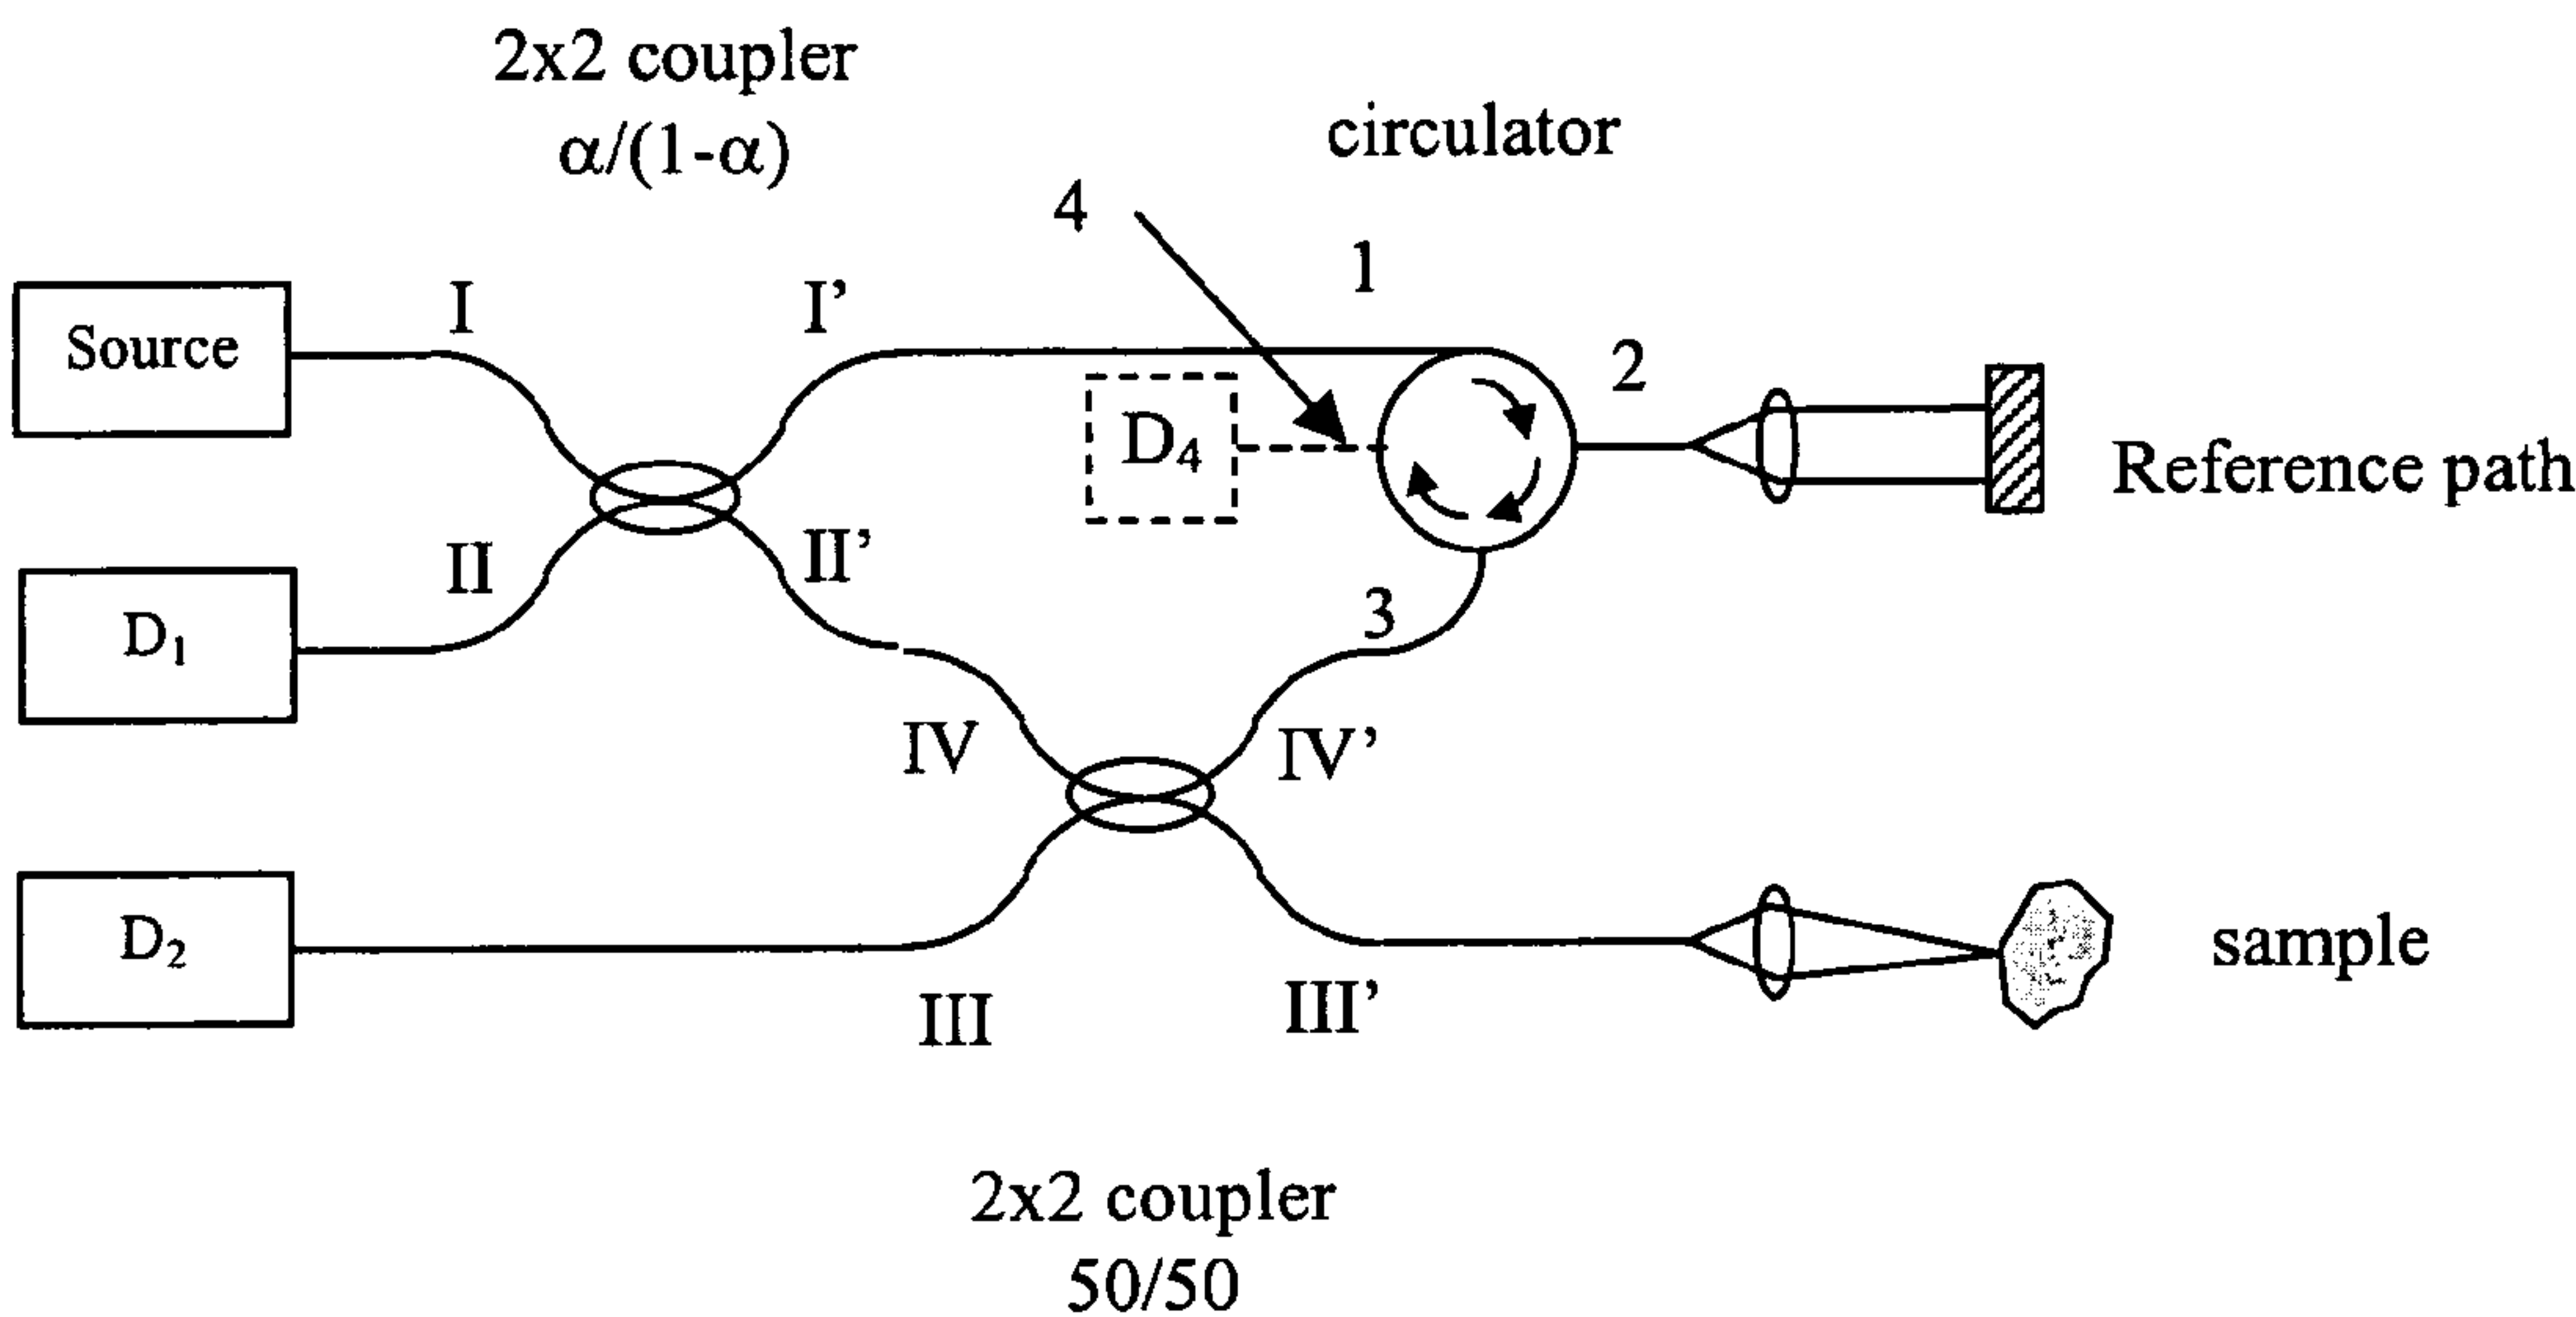 2x2 coupler
α/(1-α)
circulator
4
1
I
I’
Source
2
D₄
Reference path
II
II’
D₁
3
IV
IV’
D₂
sample
III
III’
2x2 coupler
50/50